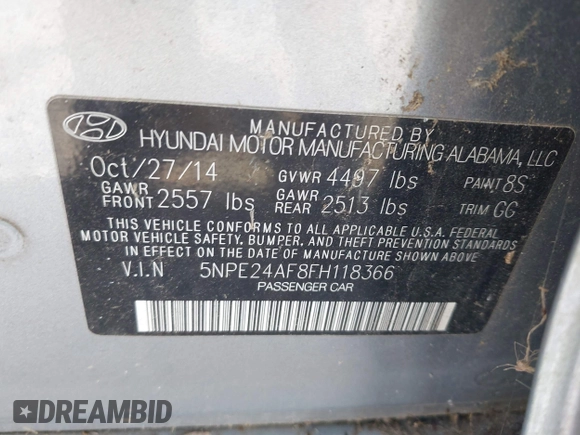 MANUFACTURED BY
HYUNDAI MOTOR MANUFACTURING ALABAMA, LLC
Oct/27/14 GVWR 4497 lbs PAINT 8S
GAWR FRONT 2557 lbs GAWR REAR 2513 lbs TRIM GG
THIS VEHICLE CONFORMS TO ALL APPLICABLE U.S.A. FEDERAL
MOTOR VEHICLE SAFETY, BUMPER, AND THEFT PREVENTION STANDARDS
IN EFFECT ON THE DATE OF MANUFACTURE SHOWN ABOVE.
V.I.N 5NPE24AF8FH118366
PASSENGER CAR
DREAMBID